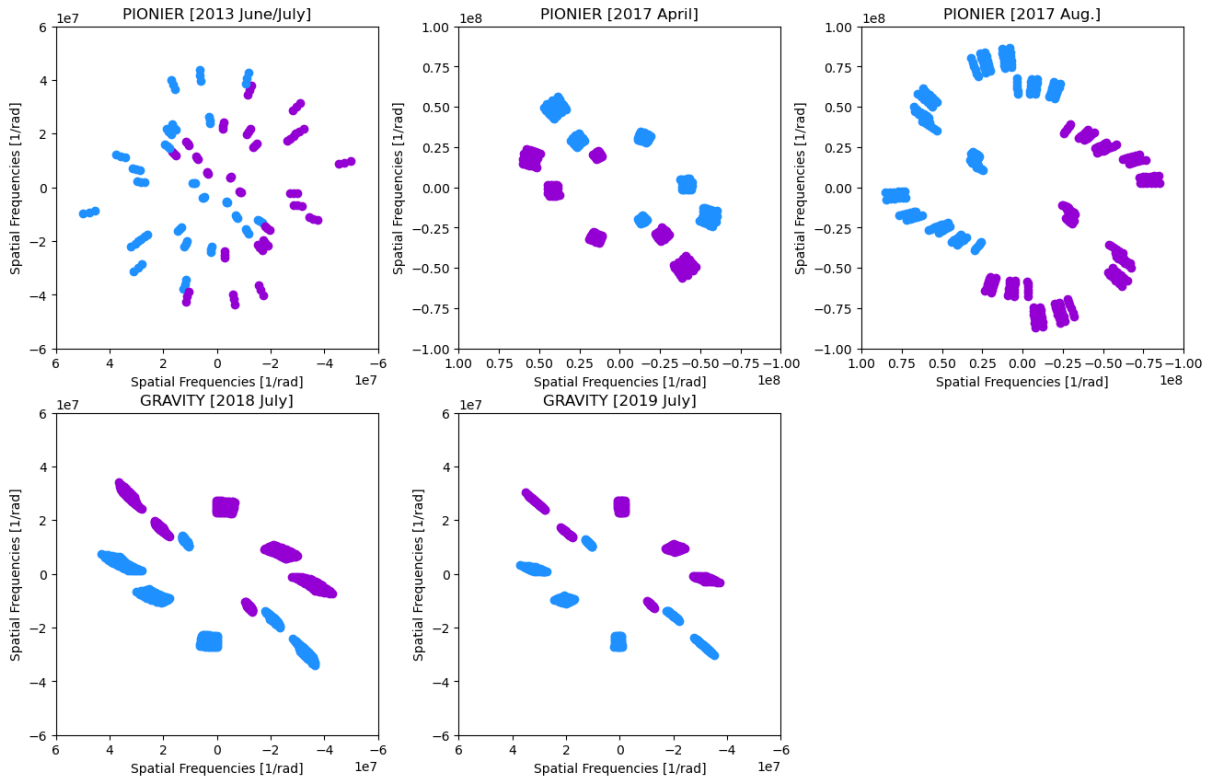 PIONIER [2013 June/July]
1e7
6
4
2
0
−2
−4
−6
Spatial Frequencies [1/rad]
6 4 2 0 −2 −4 −6
Spatial Frequencies [1/rad]
1e7
PIONIER [2017 April]
1e8
1.00
0.75
0.50
0.25
0.00
−0.25
−0.50
−0.75
−1.00
Spatial Frequencies [1/rad]
1.00 0.75 0.50 0.25 0.00 −0.25 −0.50 −0.75 −1.00
Spatial Frequencies [1/rad]
1e8
PIONIER [2017 Aug.]
1e8
1.00
0.75
0.50
0.25
0.00
−0.25
−0.50
−0.75
−1.00
Spatial Frequencies [1/rad]
1.00 0.75 0.50 0.25 0.00 −0.25 −0.50 −0.75 −1.00
Spatial Frequencies [1/rad]
1e8
GRAVITY [2018 July]
1e7
6
4
2
0
−2
−4
−6
Spatial Frequencies [1/rad]
6 4 2 0 −2 −4 −6
Spatial Frequencies [1/rad]
1e7
GRAVITY [2019 July]
1e7
6
4
2
0
−2
−4
−6
Spatial Frequencies [1/rad]
6 4 2 0 −2 −4 −6
Spatial Frequencies [1/rad]
1e7